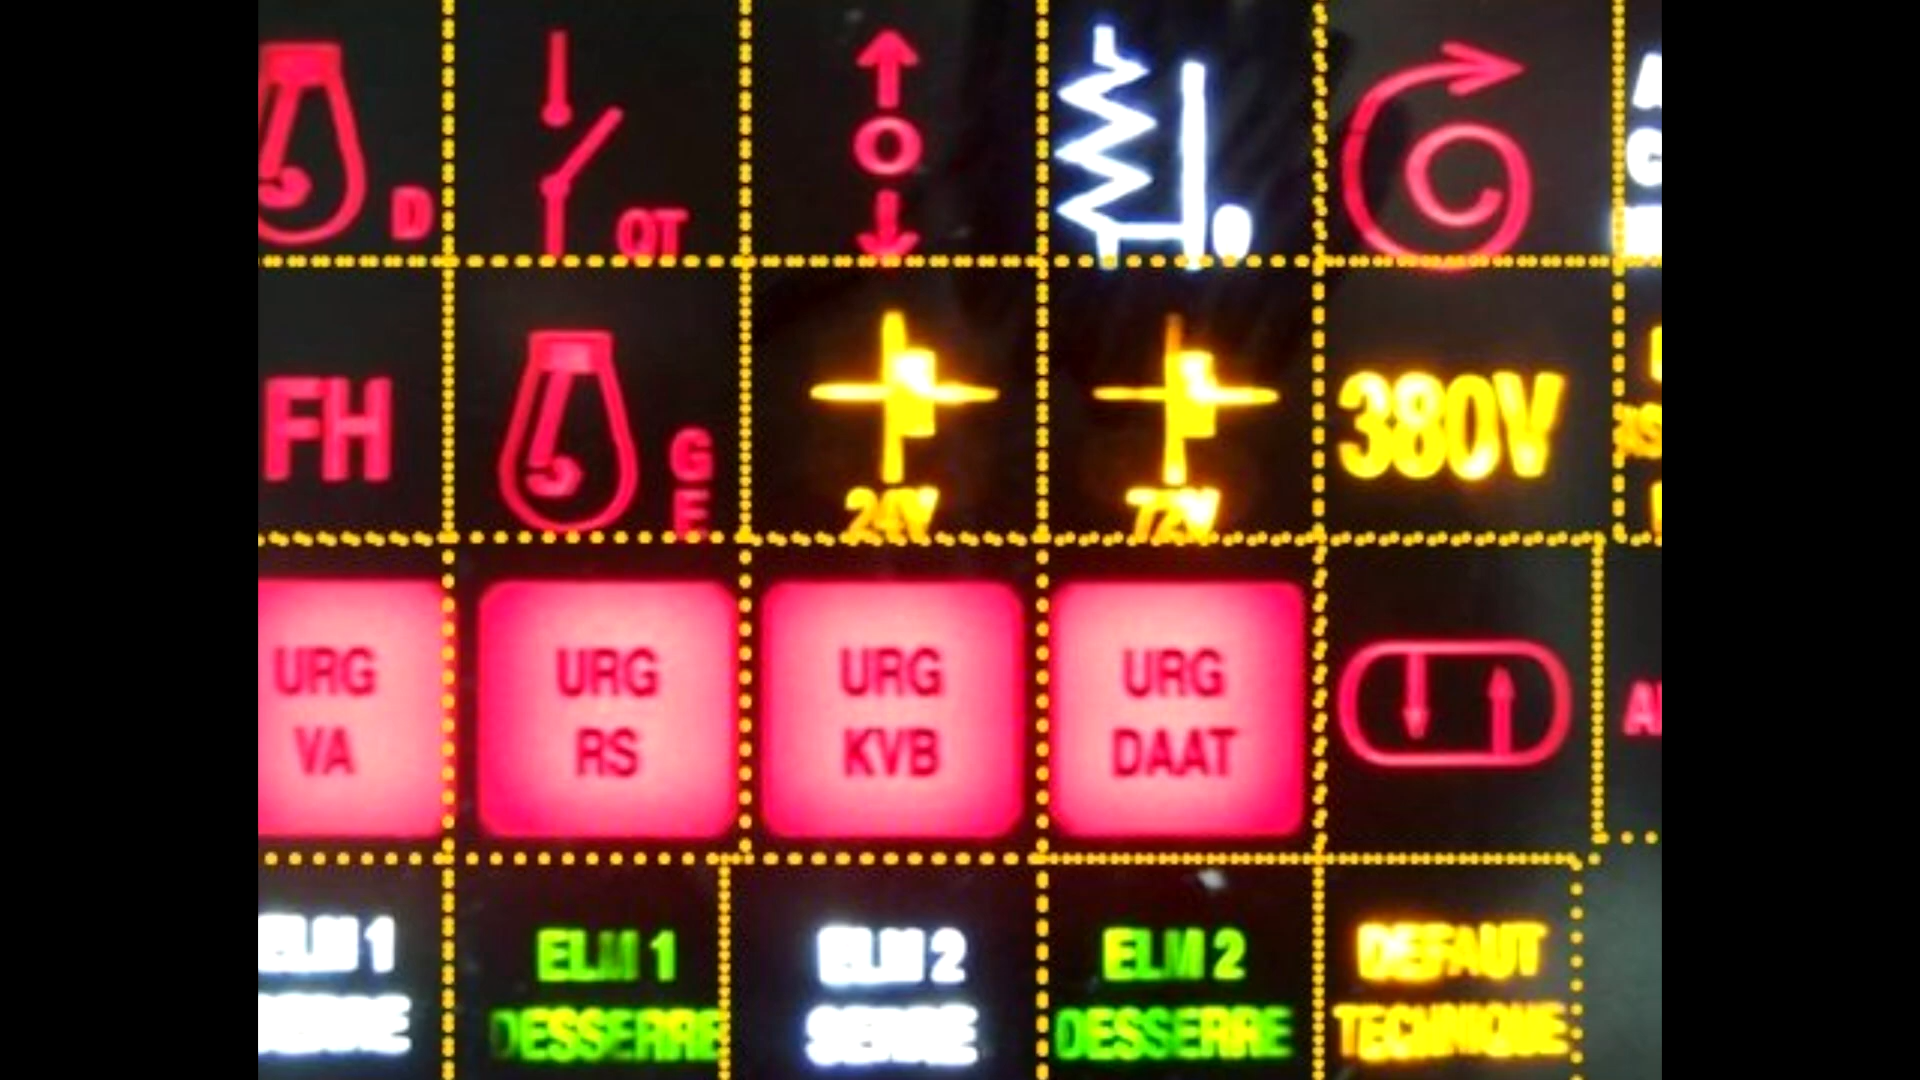 D
QT
FH
G
E
24V
72V
380V
URG
VA
URG
RS
URG
KVB
URG
DAAT
ELM 1
ELM 1
DESSERRE
ELM 2
SERRE
ELM 2
DESSERRE
DEFAUT
TECHNIQUE